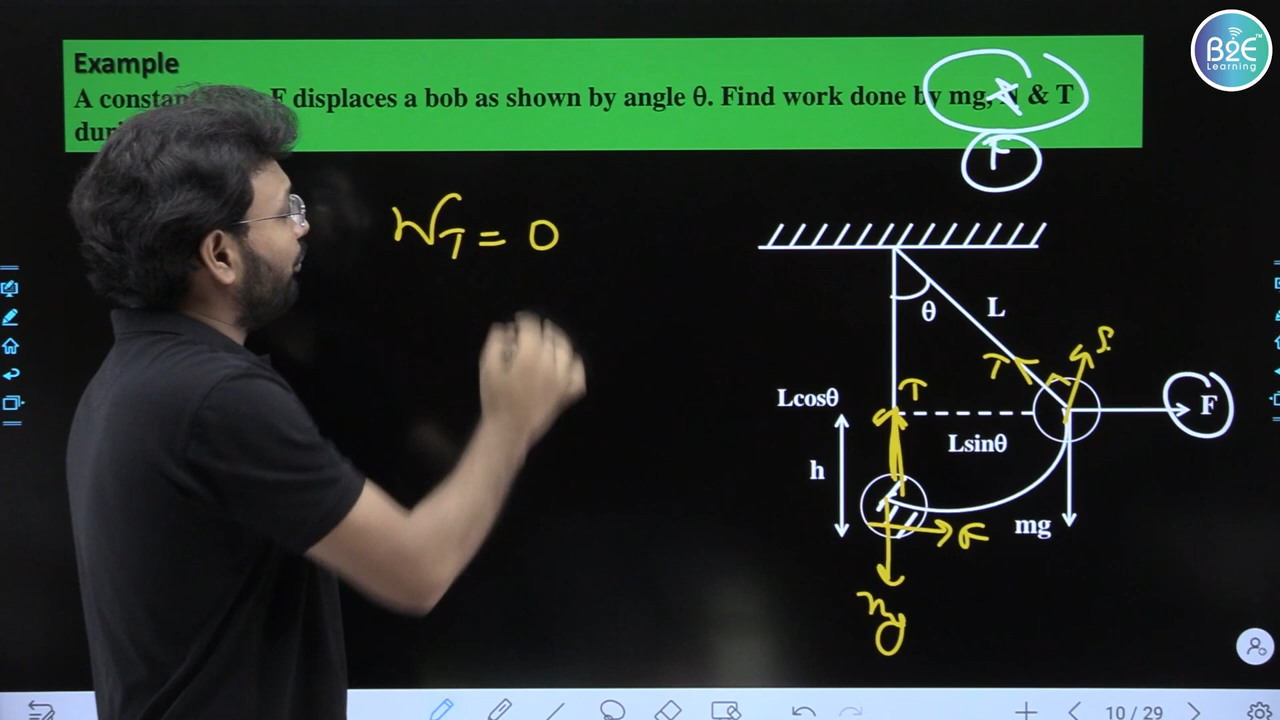 B2E
Learning
Example
A constan F displaces a bob as shown by angle θ. Find work done by mg, N & T
duri
F
W_T = 0
θ
L
T
S
Lcosθ
T
F
Lsinθ
h
F
mg
mg
10 / 29